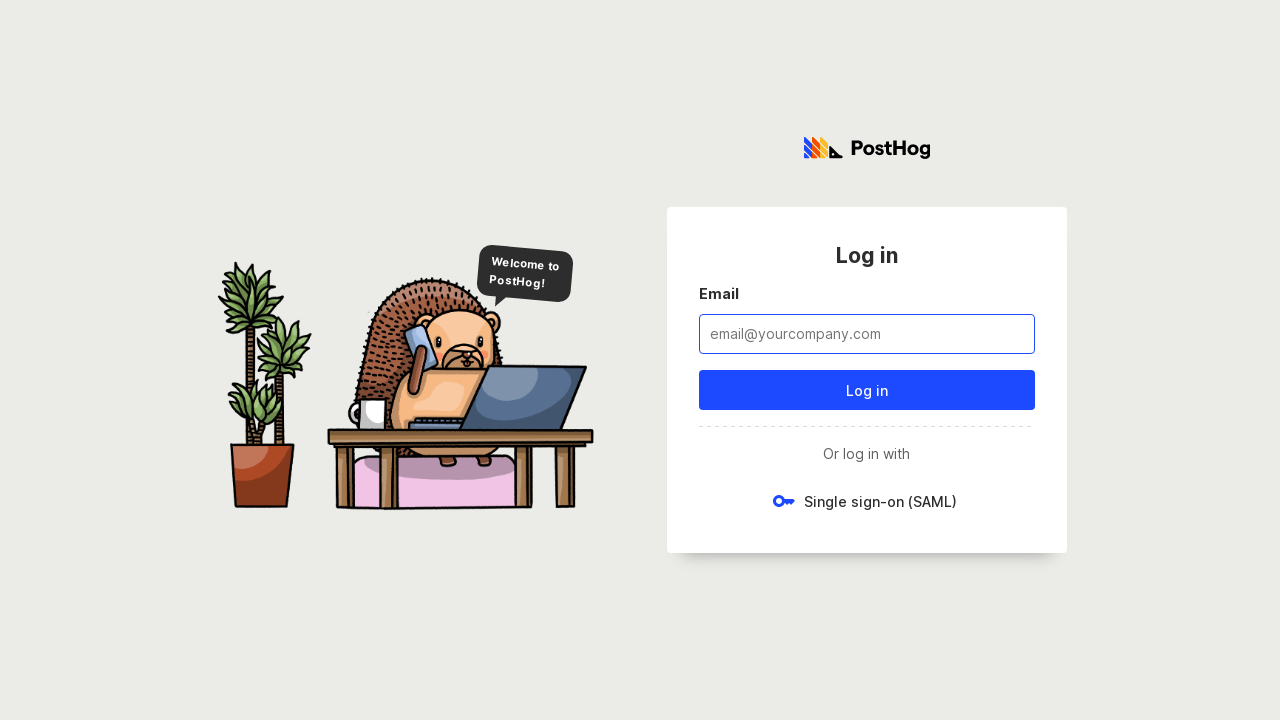 PostHog
Welcome to
PostHog!
Log in
Email
email@yourcompany.com
Log in
Or log in with
Single sign-on (SAML)